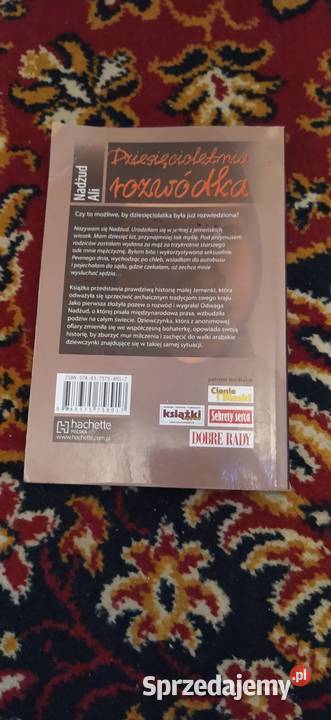 Nadżud
Ali
Dziesięcioletnia
rozwódka
Czy to możliwe, by dziesięciolatka była już rozwiedziona?
Nazywam się Nadżud. Urodziłam się w jednej z jemeńskich
wiosek. Mam dziesięć lat, przynajmniej tak myślę. Pod przymusem
rodziców zostałam wydana za mąż za trzykrotnie starszego
ode mnie mężczyznę. Byłam bita i wykorzystywana seksualnie.
Pewnego dnia, wychodząc po chleb, wsiadłam do autobusu
i pojechałam do sądu, gdzie czekałam, aż zechce mnie
wysłuchać sędzia...
Książka przedstawia prawdziwą historię małej Jemenki, która
odważyła się sprzeciwić archaicznym tradycjom swego kraju.
Jako pierwsza złożyła pozew o rozwód i wygrała! Odwaga
Nadżud, o której pisała międzynarodowa prasa, wzbudziła
podziw na całym świecie. Dziewczynka, która z anonimowej
ofiary zmieniła się we współczesną bohaterkę, opowiada swoją
historię, by zburzyć mur milczenia i zachęcić do walki arabskie
dziewczynki znajdujące się w takiej samej sytuacji.
patroni medialni
Cienie
i Blaski
książki
Sekrety serca
DOBRE RADY
hachette
POLSKA
www.hachette.com.pl
Sprzedajemy.pl